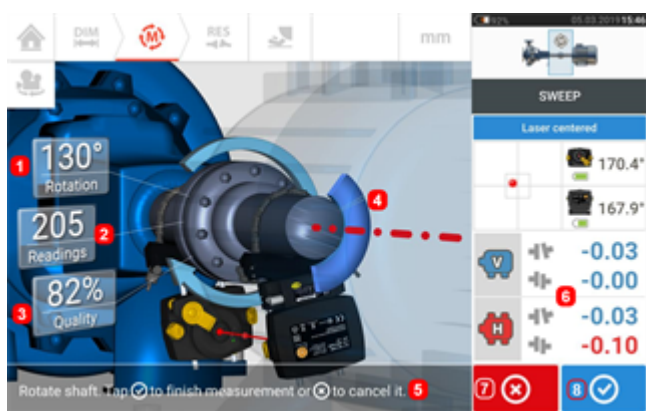 92% 05.03.2019 15:46
DIM
M
RES
mm
SWEEP
Laser centered
1
130°
Rotation
205
Readings
2
82%
Quality
3
4
170.4°
167.9°
V
-0.03
-0.00
6
H
-0.03
-0.10
Rotate shaft. Tap to finish measurement or to cancel it. 5
7
8